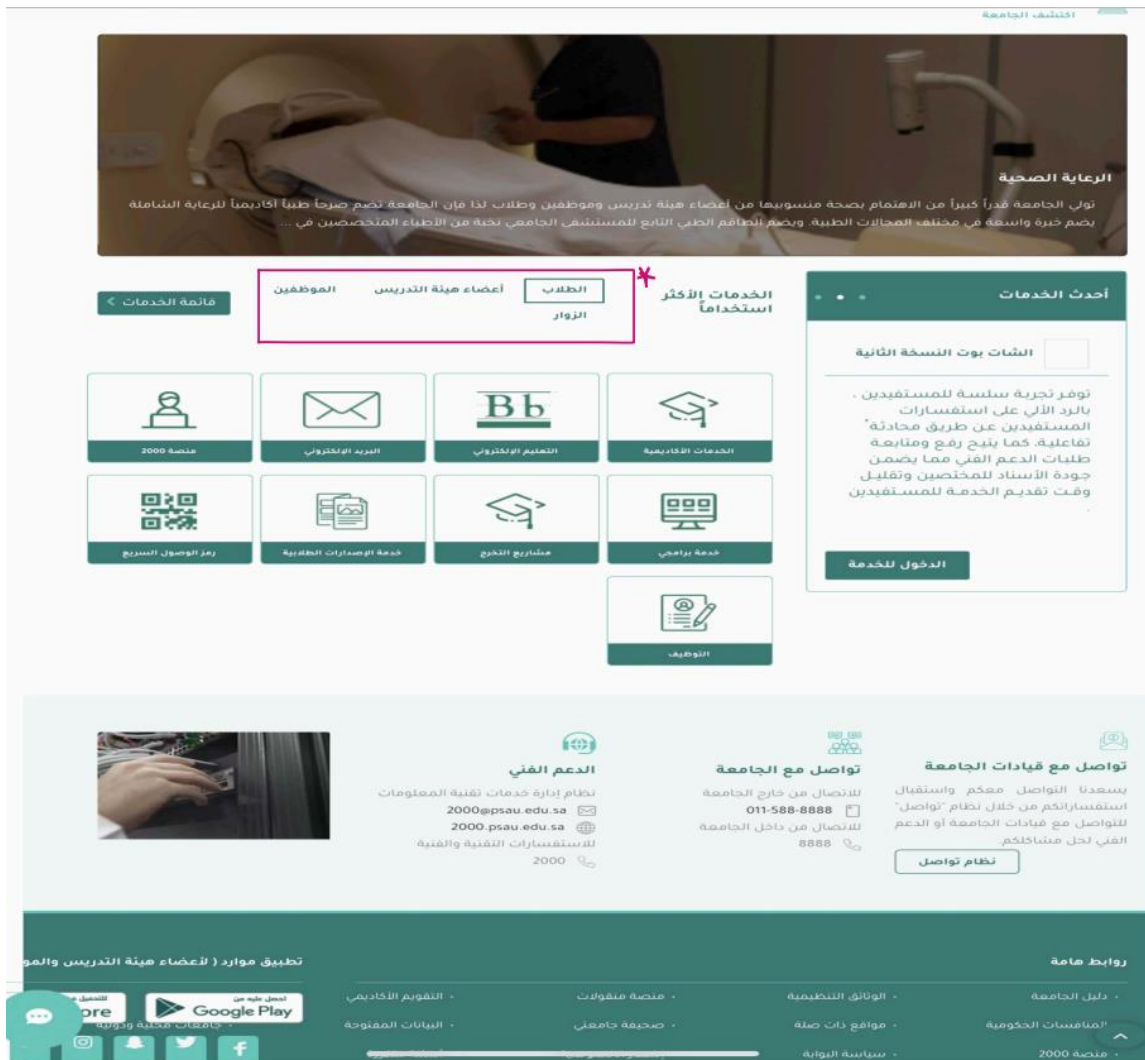 اكتشف الجامعة
الرعاية الصحية
تولي الجامعة قدراً كبيراً من الاهتمام بصحة منسوبيها من أعضاء هيئة تدريس وموظفين وطلاب لذا فإن الجامعة تضم صرحاً طبياً أكاديمياً للرعاية الشاملة
يضم خبرة واسعة في مختلف المجالات الطبية. ويضم الطاقم الطبي التابع للمستشفى الجامعي نخبة من الأطباء المتخصصين في ...
أحدث الخدمات
الشات بوت النسخة الثانية
توفر تجربة سلسة للمستفيدين ،
بالرد الألي على استفسارات
المستفيدين عن طريق محادثة
تفاعلية. كما يتيح رفع ومتابعة
طلبات الدعم الفني مما يضمن
جودة الأسناد للمختصين وتقليل
وقت تقديم الخدمة للمستفيدين
.
الدخول للخدمة
الخدمات الأكثر
استخداماً
*
الطلاب أعضاء هيئة التدريس الموظفين
الزوار
قائمة الخدمات
الخدمات الأكاديمية
Bb
التعليم الإلكتروني
البريد الإلكتروني
منصة 2000
خدمة برامجي
مشاريع التخرج
خدمة الإصدارات الطلابية
رمز الوصول السريع
التوظيف
تواصل مع قيادات الجامعة
يسعدنا التواصل معكم واستقبال
استفساراتكم من خلال نظام "تواصل"
للتواصل مع قيادات الجامعة أو الدعم
الفني لحل مشاكلكم.
نظام تواصل
تواصل مع الجامعة
للاتصال من خارج الجامعة
011-588-8888
للاتصال من داخل الجامعة
8888
الدعم الفني
نظام إدارة خدمات تقنية المعلومات
2000@psau.edu.sa
2000.psau.edu.sa
للاستفسارات التقنية والفنية
2000
روابط هامة
تطبيق موارد ( لأعضاء هيئة التدريس والمو
دليل الجامعة
الوثائق التنظيمية
منصة منقولات
التقويم الأكاديمي
احصل عليه من
Google Play
ore
المنافسات الحكومية
مواقع ذات صلة
صحيفة جامعتي
البيانات المفتوحة
جامعات محلية ودولية
منصة 2000
سياسة البوابة